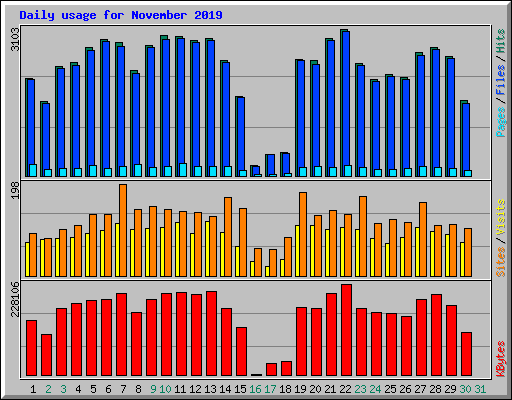 Daily usage for November 2019
3103
Pages / Files / Hits
198
Sites / Visits
228106
KBytes
1 2 3 4 5 6 7 8 9 10 11 12 13 14 15 16 17 18 19 20 21 22 23 24 25 26 27 28 29 30 31